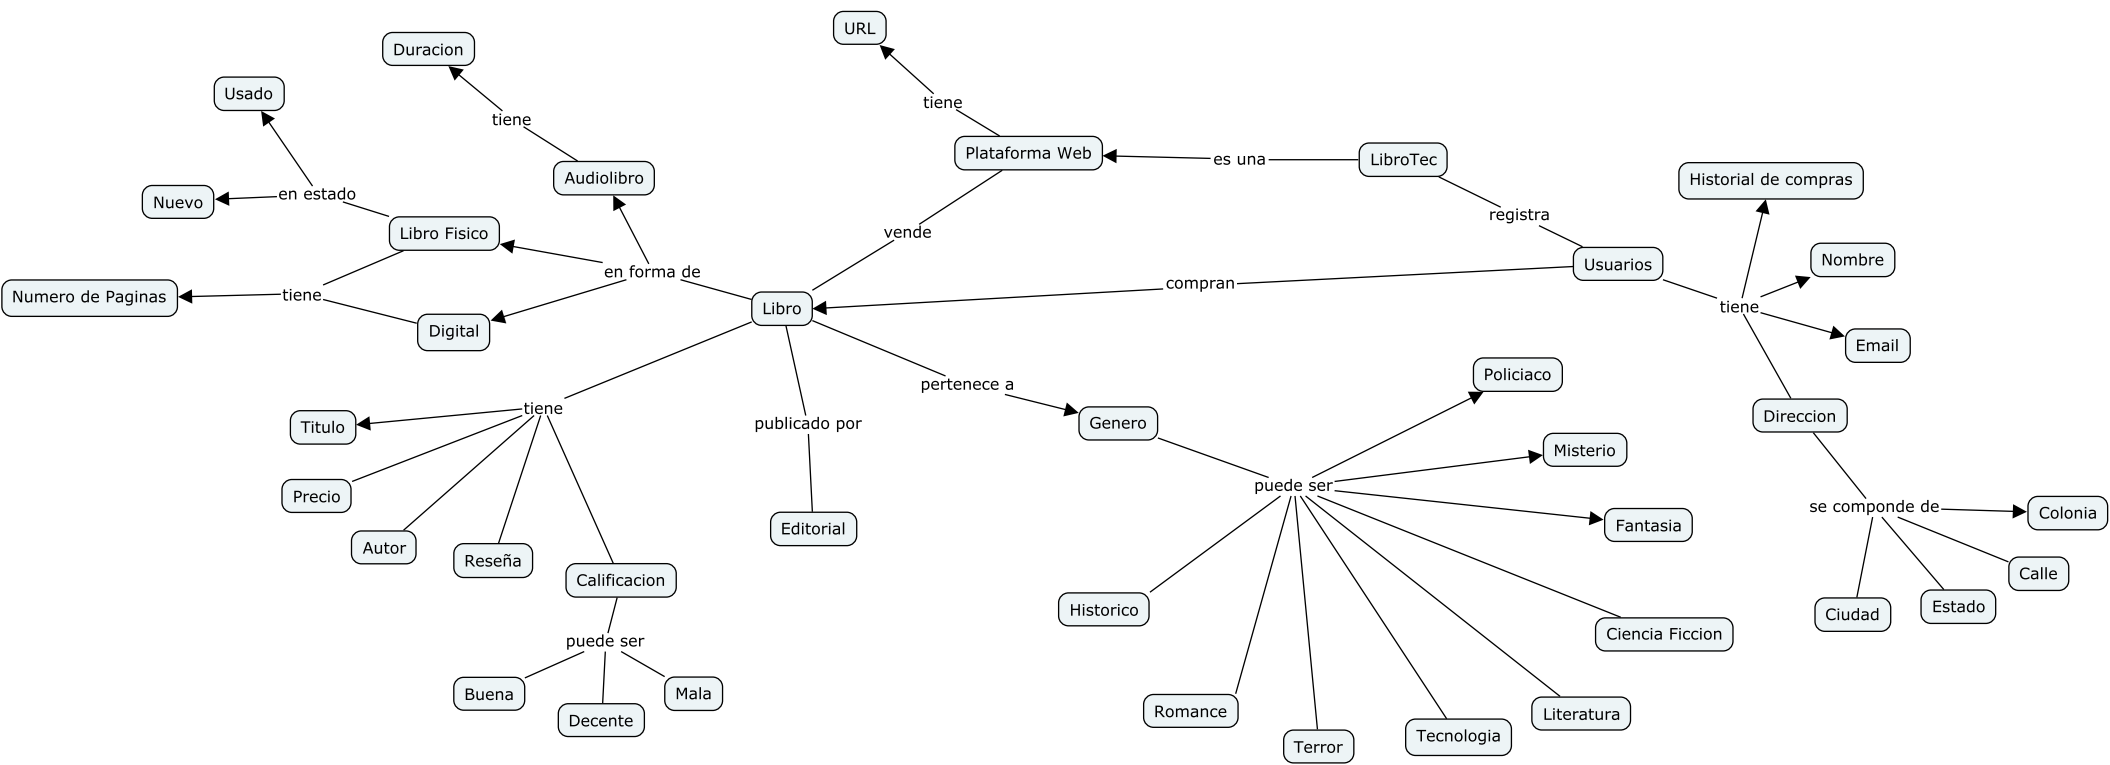 URL
Duracion
Usado
tiene
tiene
Plataforma Web
es una
LibroTec
Audiolibro
Historial de compras
Nuevo
en estado
registra
Libro Fisico
vende
Nombre
Usuarios
en forma de
compran
Numero de Paginas
tiene
Libro
tiene
Digital
Email
Policiaco
pertenece a
tiene
Direccion
Titulo
publicado por
Genero
Misterio
puede ser
Precio
se componde de
Colonia
Editorial
Fantasia
Autor
Reseña
Calle
Calificacion
Historico
Estado
Ciudad
Ciencia Ficcion
puede ser
Buena
Mala
Romance
Literatura
Decente
Tecnologia
Terror